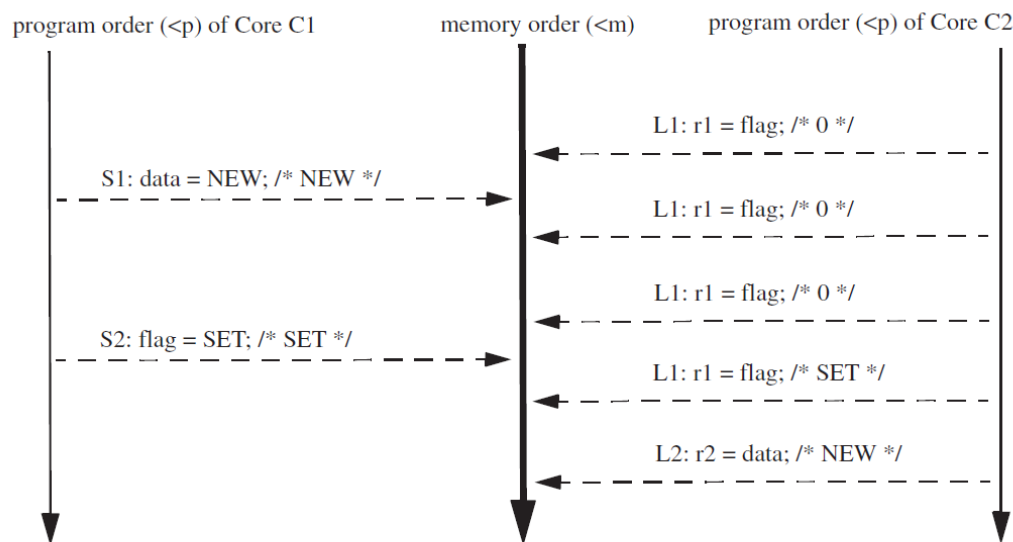 program order (<p) of Core C1
memory order (<m)
program order (<p) of Core C2
L1: r1 = flag; /* 0 */
S1: data = NEW; /* NEW */
L1: r1 = flag; /* 0 */
L1: r1 = flag; /* 0 */
S2: flag = SET; /* SET */
L1: r1 = flag; /* SET */
L2: r2 = data; /* NEW */